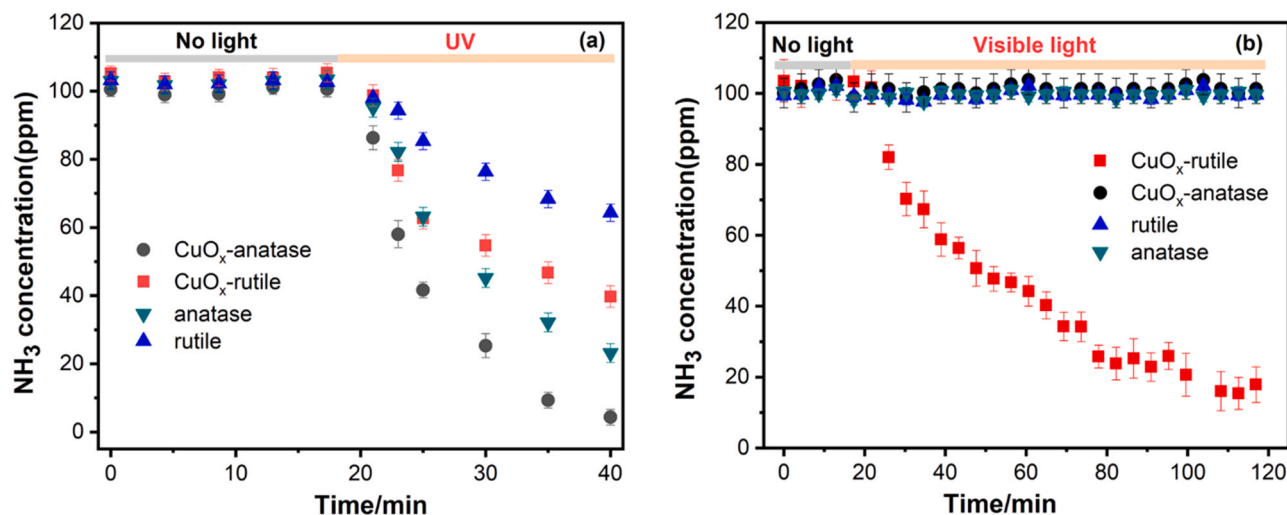 120
100
80
60
40
20
0
NH3 concentration(ppm)
No light
UV
(a)
CuOx-anatase
CuOx-rutile
anatase
rutile
0
10
20
30
40
Time/min
120
100
80
60
40
20
0
NH3 concentration(ppm)
No light
Visible light
(b)
CuOx-rutile
CuOx-anatase
rutile
anatase
0
20
40
60
80
100
120
Time/min